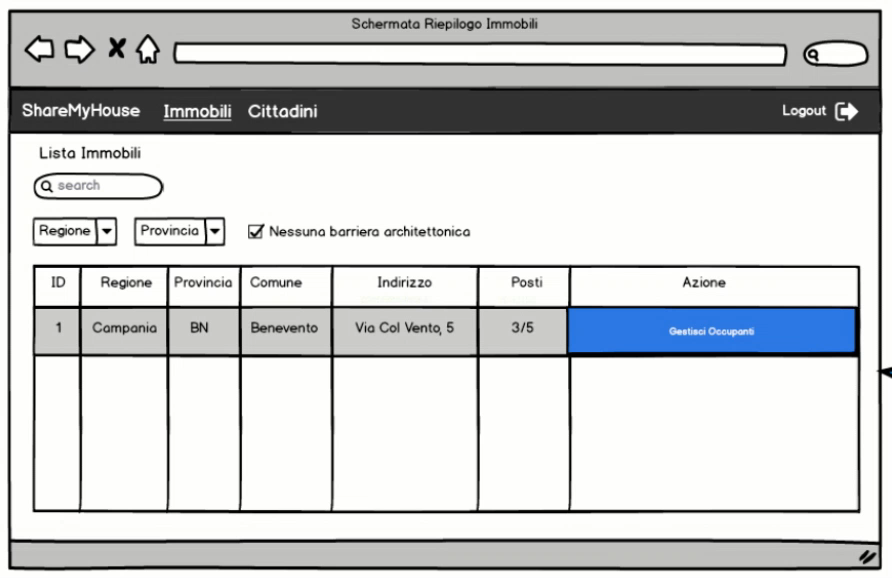 Schermata Riepilogo Immobili
ShareMyHouse Immobili Cittadini Logout
Lista Immobili
search
Regione Provincia Nessuna barriera architettonica
ID Regione Provincia Comune Indirizzo Posti Azione
1 Campania BN Benevento Via Col Vento, 5 3/5 Gestisci Occupanti